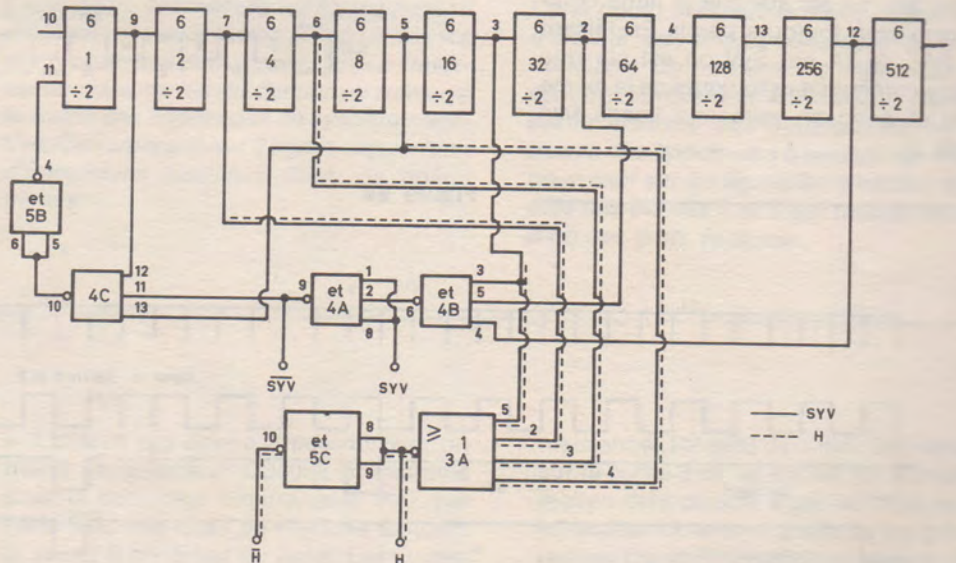 10 6 9 6 7 6 6 6 5 6 3 6 2 6 4 6 13 6 12 6
1 2 4 8 16 32 64 128 256 512
11
÷2 ÷2 ÷2 ÷2 ÷2 ÷2 ÷2 ÷2 ÷2 ÷2
4
et
5B
6 5
12
10 4C 11
13
9 et 1
4A 2
8
6 et 3
4B 5
4
SYV SYV
SYV
H
10 et 8
5C 9
≥ 5
1 2
3A 3
4
H H